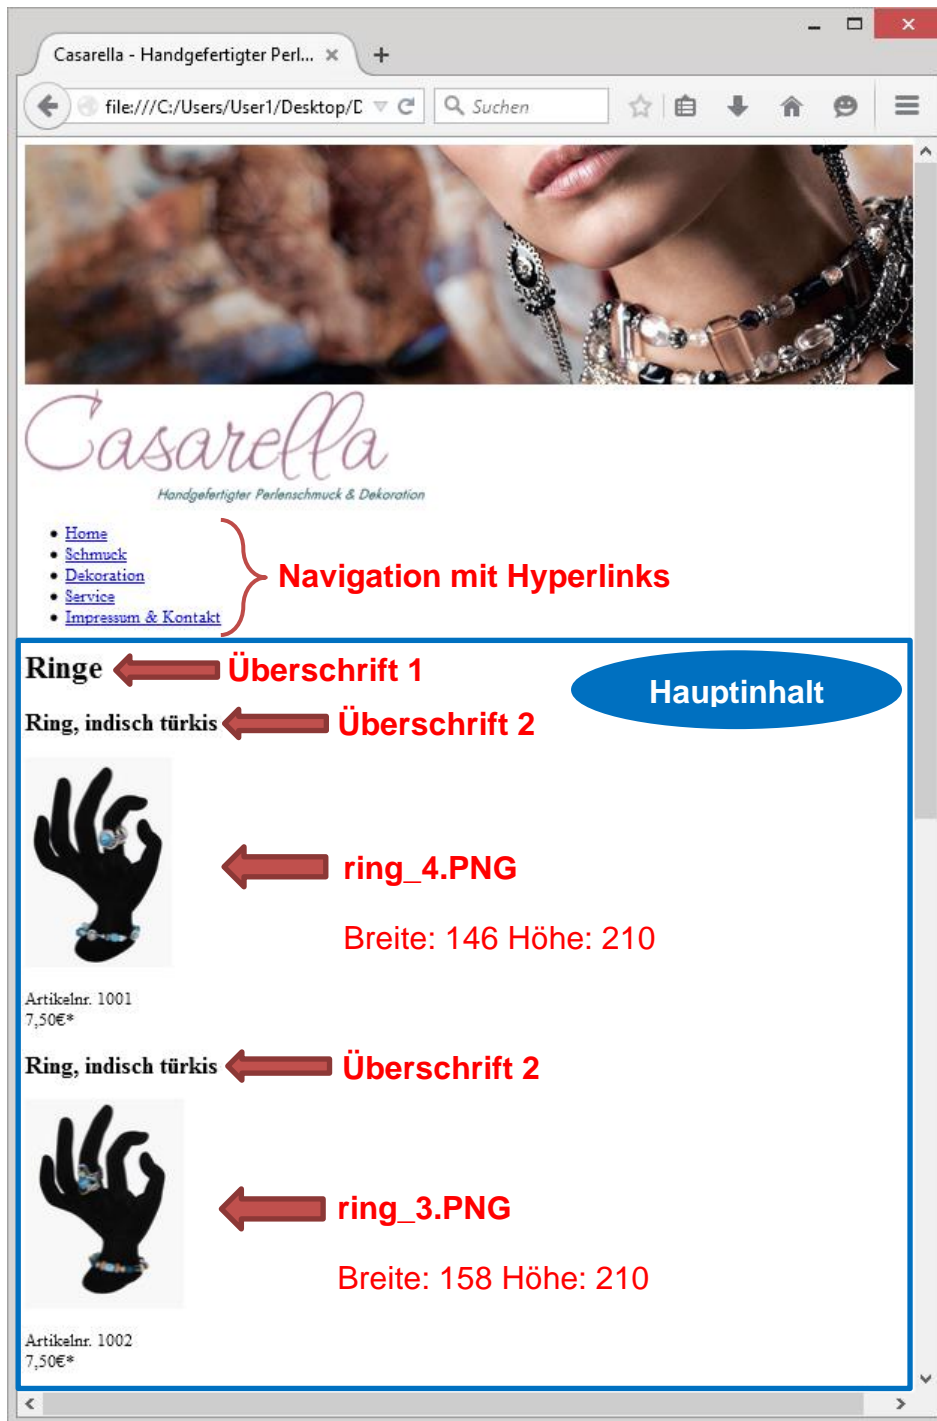 Casarella - Handgefertigter Perl...
file:///C:/Users/User1/Desktop/D
Suchen
Casarella
Handgefertigter Perlenschmuck & Dekoration
Home
Schmuck
Dekoration
Service
Impressum & Kontakt
Navigation mit Hyperlinks
Ringe
Überschrift 1
Hauptinhalt
Ring, indisch türkis
Überschrift 2
ring_4.PNG
Breite: 146 Höhe: 210
Artikelnr. 1001
7,50€*
Ring, indisch türkis
Überschrift 2
ring_3.PNG
Breite: 158 Höhe: 210
Artikelnr. 1002
7,50€*